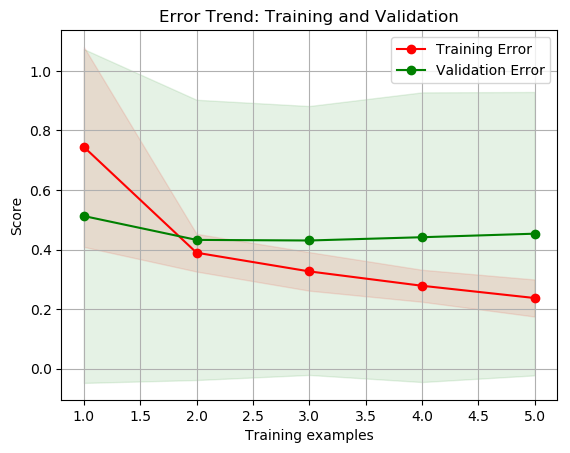 Error Trend: Training and Validation
Training Error
Validation Error
Score
1.0
0.8
0.6
0.4
0.2
0.0
1.0 1.5 2.0 2.5 3.0 3.5 4.0 4.5 5.0
Training examples